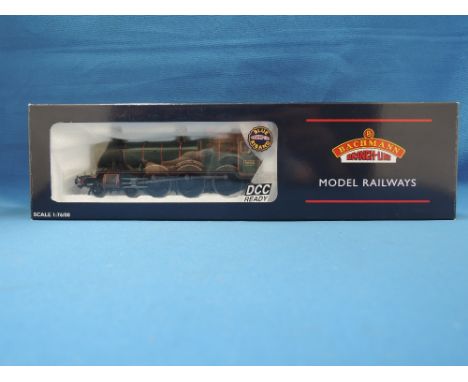 BACHMANN
BRANCH-LINE
MODEL RAILWAYS
DCC
READY
SCALE 1:76/00